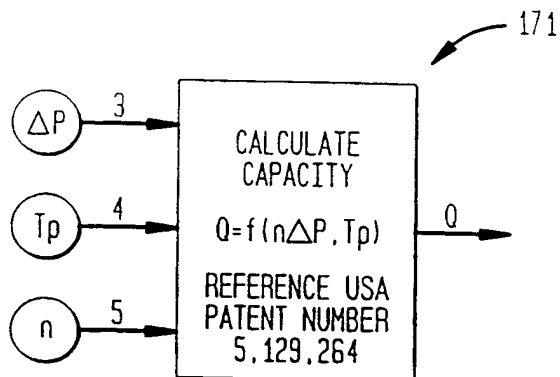 171
ΔP 3
Tp 4
n 5
CALCULATE
CAPACITY
Q=f(nΔP,Tp)
REFERENCE USA
PATENT NUMBER
5,129,264
Q